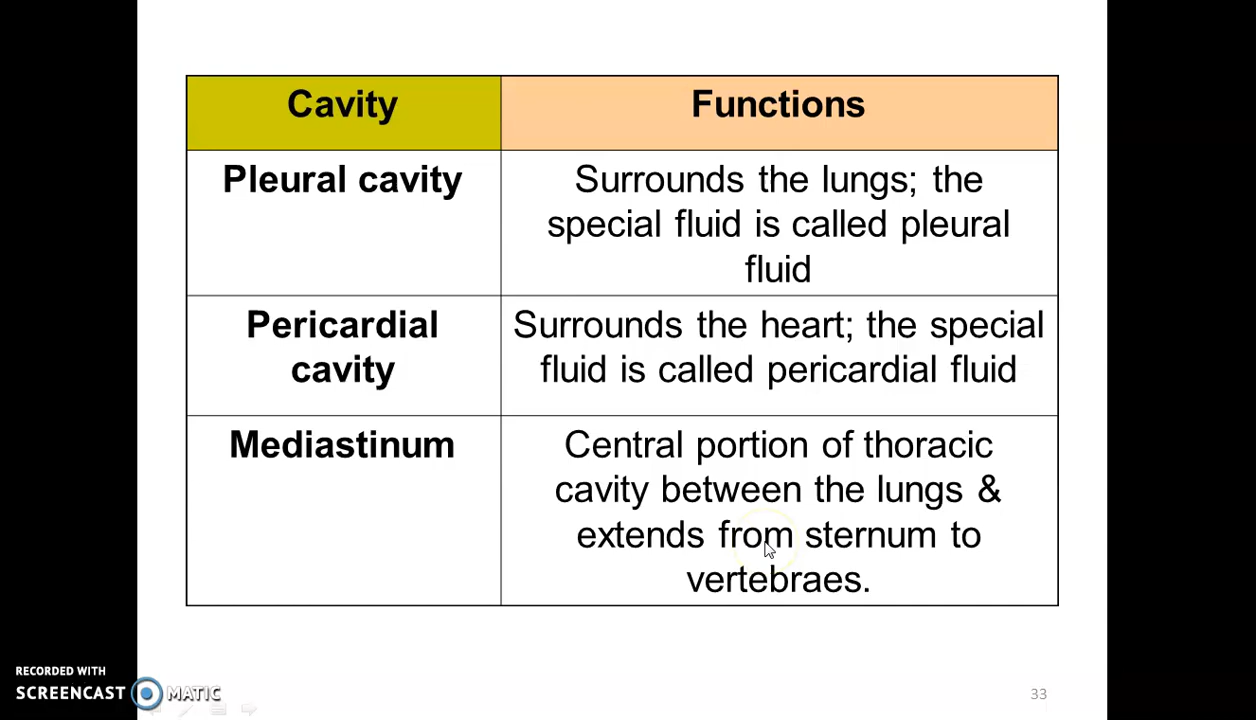 Cavity
Functions
Pleural cavity
Surrounds the lungs; the
special fluid is called pleural
fluid
Pericardial
cavity
Surrounds the heart; the special
fluid is called pericardial fluid
Mediastinum
Central portion of thoracic
cavity between the lungs &
extends from sternum to
vertebraes.
RECORDED WITH
SCREENCAST MATIC
33